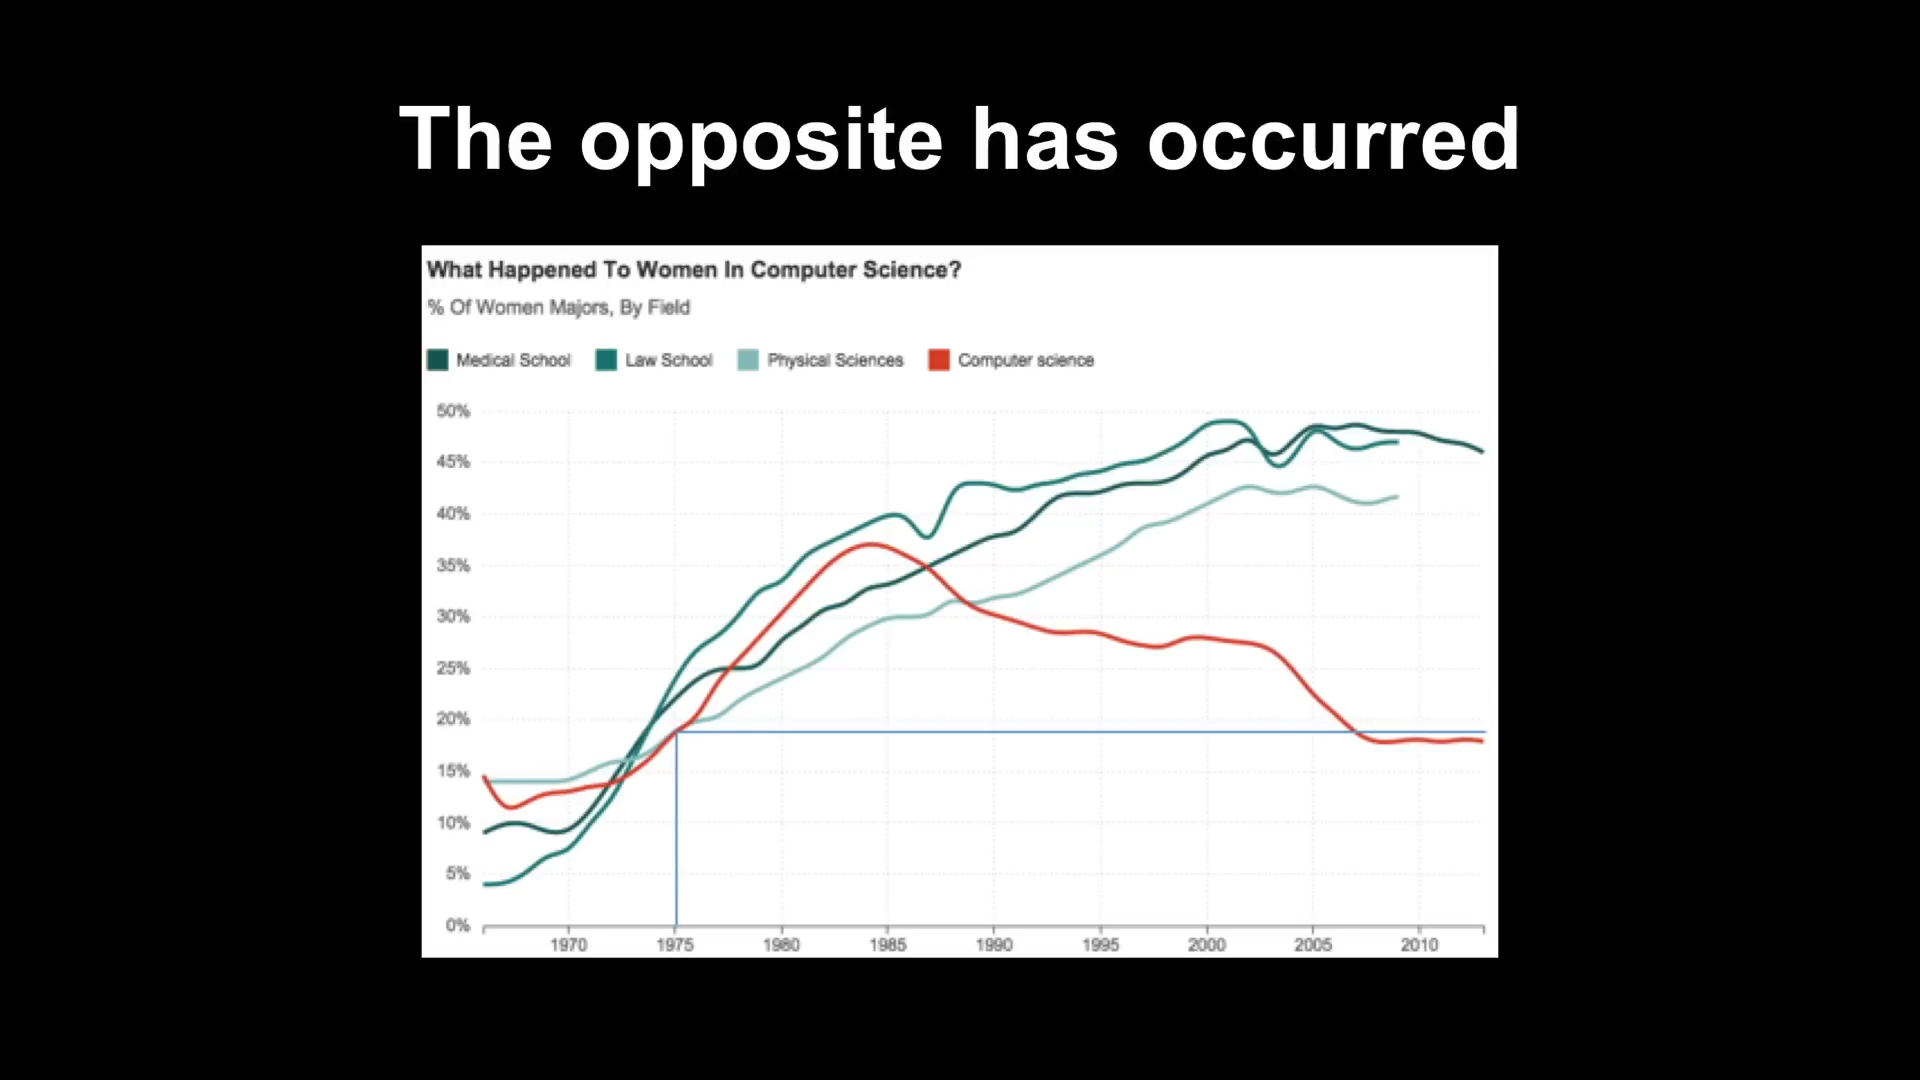 The opposite has occurred
What Happened To Women In Computer Science?
% Of Women Majors, By Field
Medical School Law School Physical Sciences Computer science
50%
45%
40%
35%
30%
25%
20%
15%
10%
5%
0%
1970 1975 1980 1985 1990 1995 2000 2005 2010